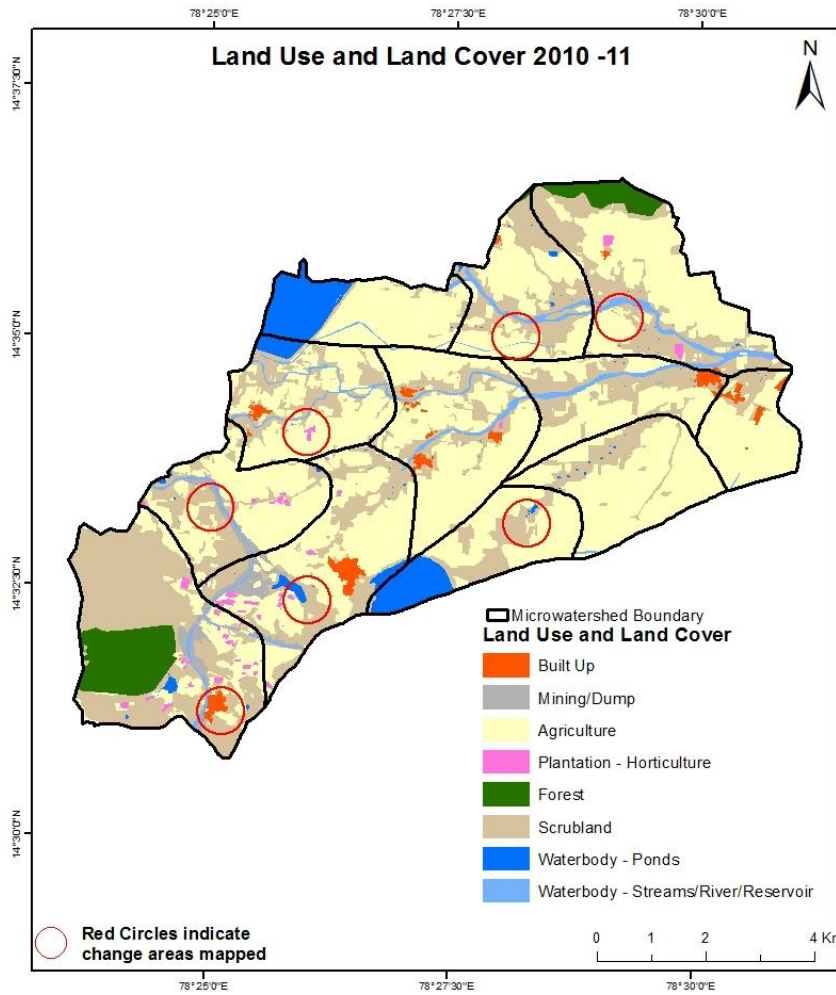 78°25'0"E 78°27'30"E 78°30'0"E
Land Use and Land Cover 2010 -11
N
14°37'30"N
14°35'0"N
14°32'30"N
14°30'0"N
Microwatershed Boundary
Land Use and Land Cover
Built Up
Mining/Dump
Agriculture
Plantation - Horticulture
Forest
Scrubland
Waterbody - Ponds
Waterbody - Streams/River/Reservoir
Red Circles indicate
change areas mapped
0 1 2 4 Km
78°25'0"E 78°27'30"E 78°30'0"E